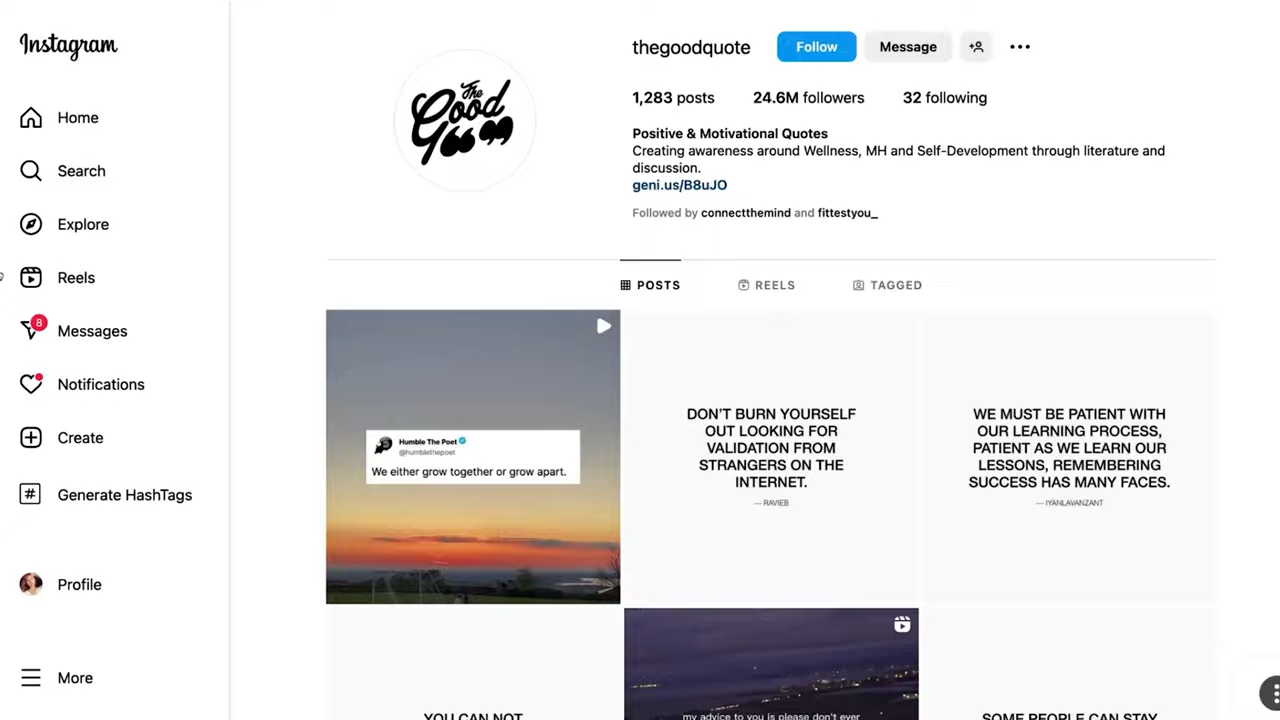 Instagram
Home
Search
Explore
Reels
8
Messages
Notifications
Create
# Generate HashTags
Profile
More
The Good
thegoodquote Follow Message
1,283 posts 24.6M followers 32 following
Positive & Motivational Quotes
Creating awareness around Wellness, MH and Self-Development through literature and
discussion.
geni.us/B8uJO
Followed by connectthemind and fittestyou_
POSTS REELS TAGGED
Humble The Poet
@humblethepoet
We either grow together or grow apart.
DON'T BURN YOURSELF
OUT LOOKING FOR
VALIDATION FROM
STRANGERS ON THE
INTERNET.
— RAVIEB
WE MUST BE PATIENT WITH
OUR LEARNING PROCESS,
PATIENT AS WE LEARN OUR
LESSONS, REMEMBERING
SUCCESS HAS MANY FACES.
— IYANLAVANZANT
YOU CAN NOT
my advice to you is please don't ever
SOME PEOPLE CAN STAY